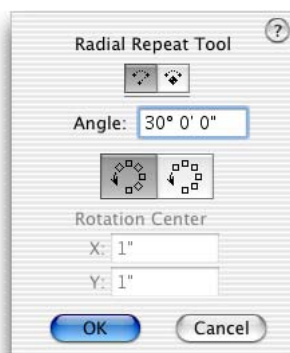 ?
Radial Repeat Tool
Angle: 30° 0' 0"
Rotation Center
X: 1"
Y: 1"
OK Cancel